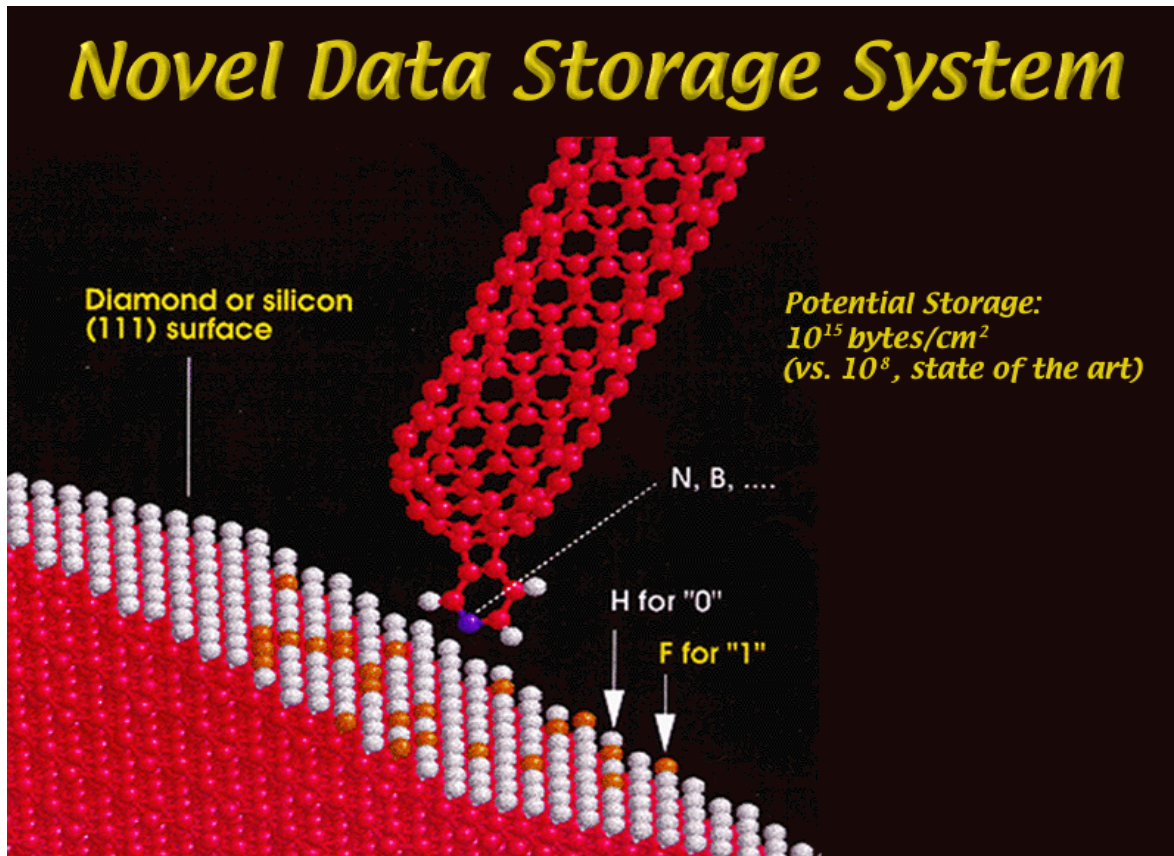 Novel Data Storage System
Diamond or silicon
(111) surface
Potential Storage:
10¹⁵ bytes/cm²
(vs. 10⁸, state of the art)
N, B, ....
H for "0"
F for "1"